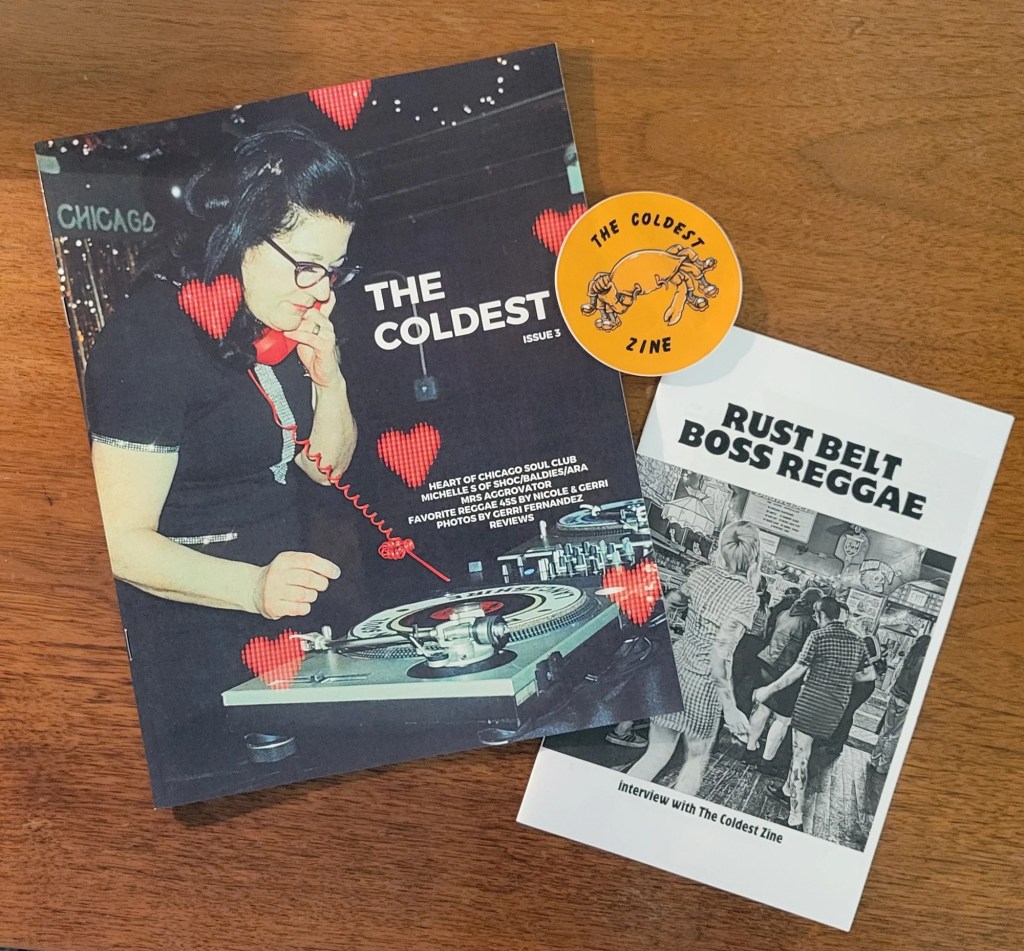 CHICAGO
THE
COLDEST
ISSUE 3
HEART OF CHICAGO SOUL CLUB
MICHELLE S OF SHOC/BALDIES/ARA
MRS AGGROVATOR
FAVORITE REGGAE 45S BY NICOLE & GERRI
PHOTOS BY GERRI FERNANDEZ
REVIEWS
THE COLDEST
ZINE
RUST BELT
BOSS REGGAE
interview with The Coldest Zine